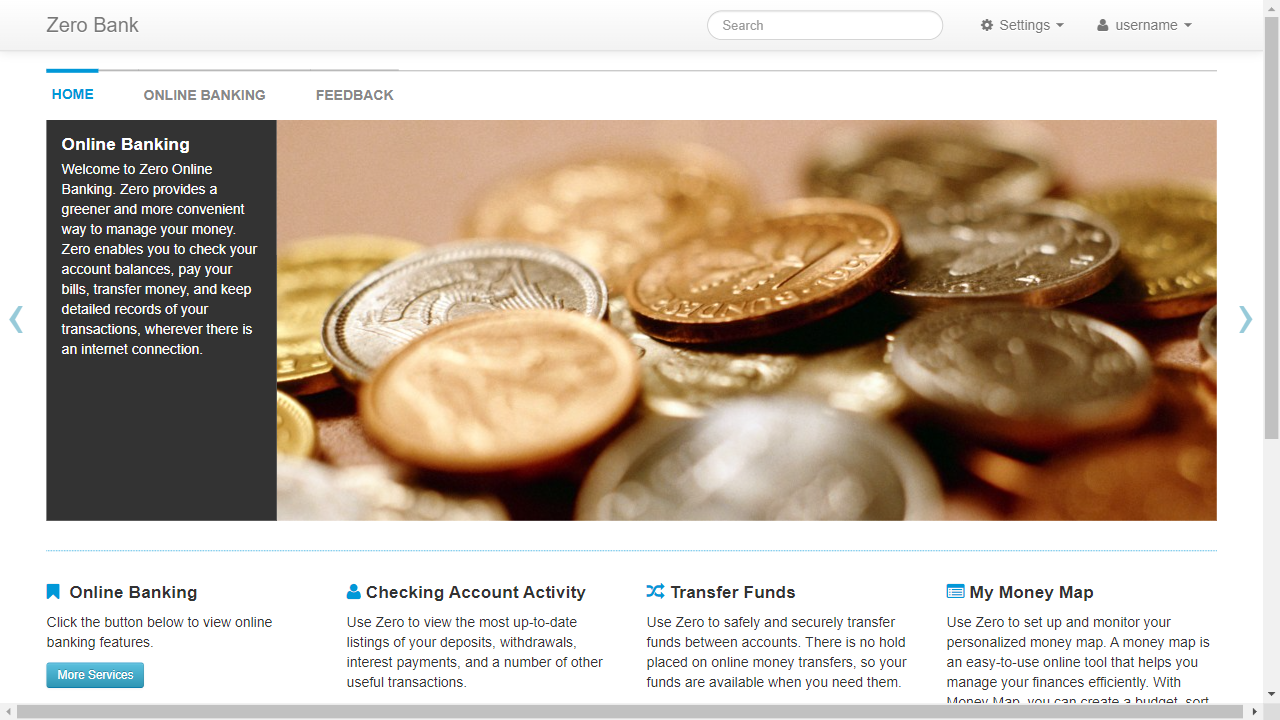 Zero Bank
Search
Settings
username
HOME
ONLINE BANKING
FEEDBACK
Online Banking
Welcome to Zero Online
Banking. Zero provides a
greener and more convenient
way to manage your money.
Zero enables you to check your
account balances, pay your
bills, transfer money, and keep
detailed records of your
transactions, wherever there is
an internet connection.
Online Banking
Click the button below to view online
banking features.
More Services
Checking Account Activity
Use Zero to view the most up-to-date
listings of your deposits, withdrawals,
interest payments, and a number of other
useful transactions.
Transfer Funds
Use Zero to safely and securely transfer
funds between accounts. There is no hold
placed on online money transfers, so your
funds are available when you need them.
My Money Map
Use Zero to set up and monitor your
personalized money map. A money map is
an easy-to-use online tool that helps you
manage your finances efficiently. With
Money Map, you can create a budget, sort